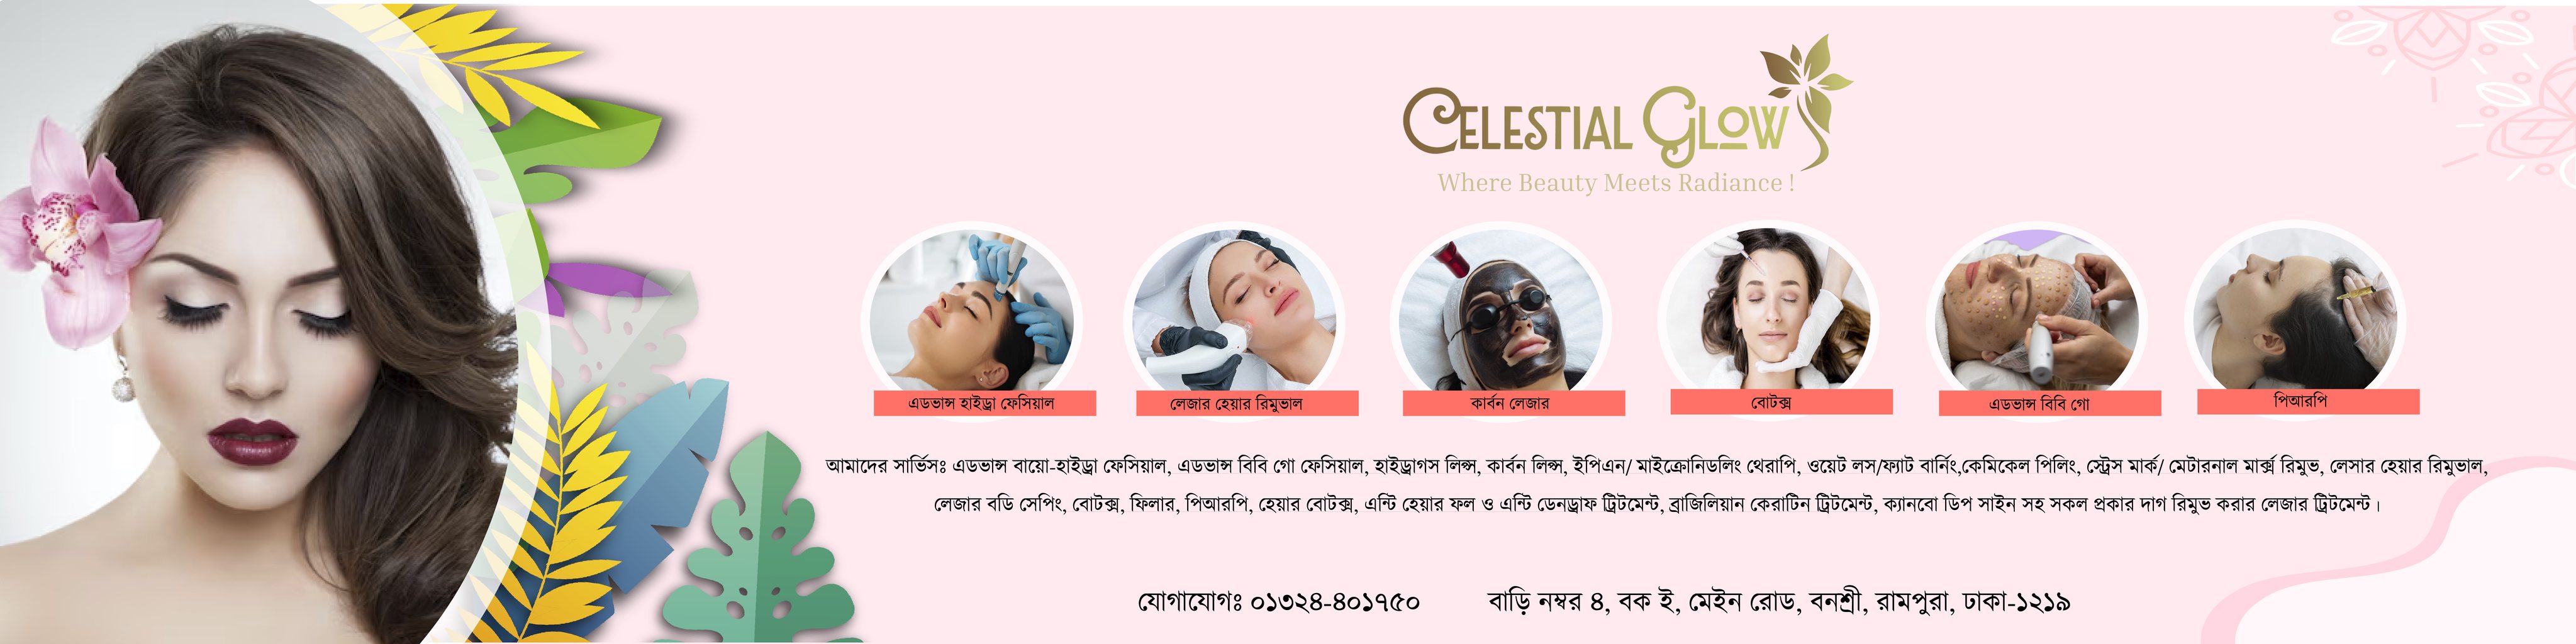 CELESTIAL GLOW
Where Beauty Meets Radiance !
এডভান্স হাইড্রা ফেসিয়াল
লেজার হেয়ার রিমুভাল
কার্বন লেজার
বোটক্স
এডভান্স বিবি গো
পিআরপি
আমাদের সার্ভিসঃ এডভান্স বায়ো-হাইড্রা ফেসিয়াল, এডভান্স বিবি গো ফেসিয়াল, হাইড্রাগস লিপ্স, কার্বন লিপ্স, ইপিএন/ মাইক্রোনিডলিং থেরাপি, ওয়েট লস/ফ্যাট বার্নিং,কেমিকেল পিলিং, স্ট্রেস মার্ক/ মেটারনাল মার্ক্স রিমুভ, লেসার হেয়ার রিমুভাল,
লেজার বডি সেপিং, বোটক্স, ফিলার, পিআরপি, হেয়ার বোটক্স, এন্টি হেয়ার ফল ও এন্টি ডেনড্রাফ ট্রিটমেন্ট, ব্রাজিলিয়ান কেরাটিন ট্রিটমেন্ট, ক্যানবো ডিপ সাইন সহ সকল প্রকার দাগ রিমুভ করার লেজার ট্রিটমেন্ট।
যোগাযোগঃ ০১৩২৪-৪০১৭৫০
বাড়ি নম্বর ৪, বক ই, মেইন রোড, বনশ্রী, রামপুরা, ঢাকা-১২১৯